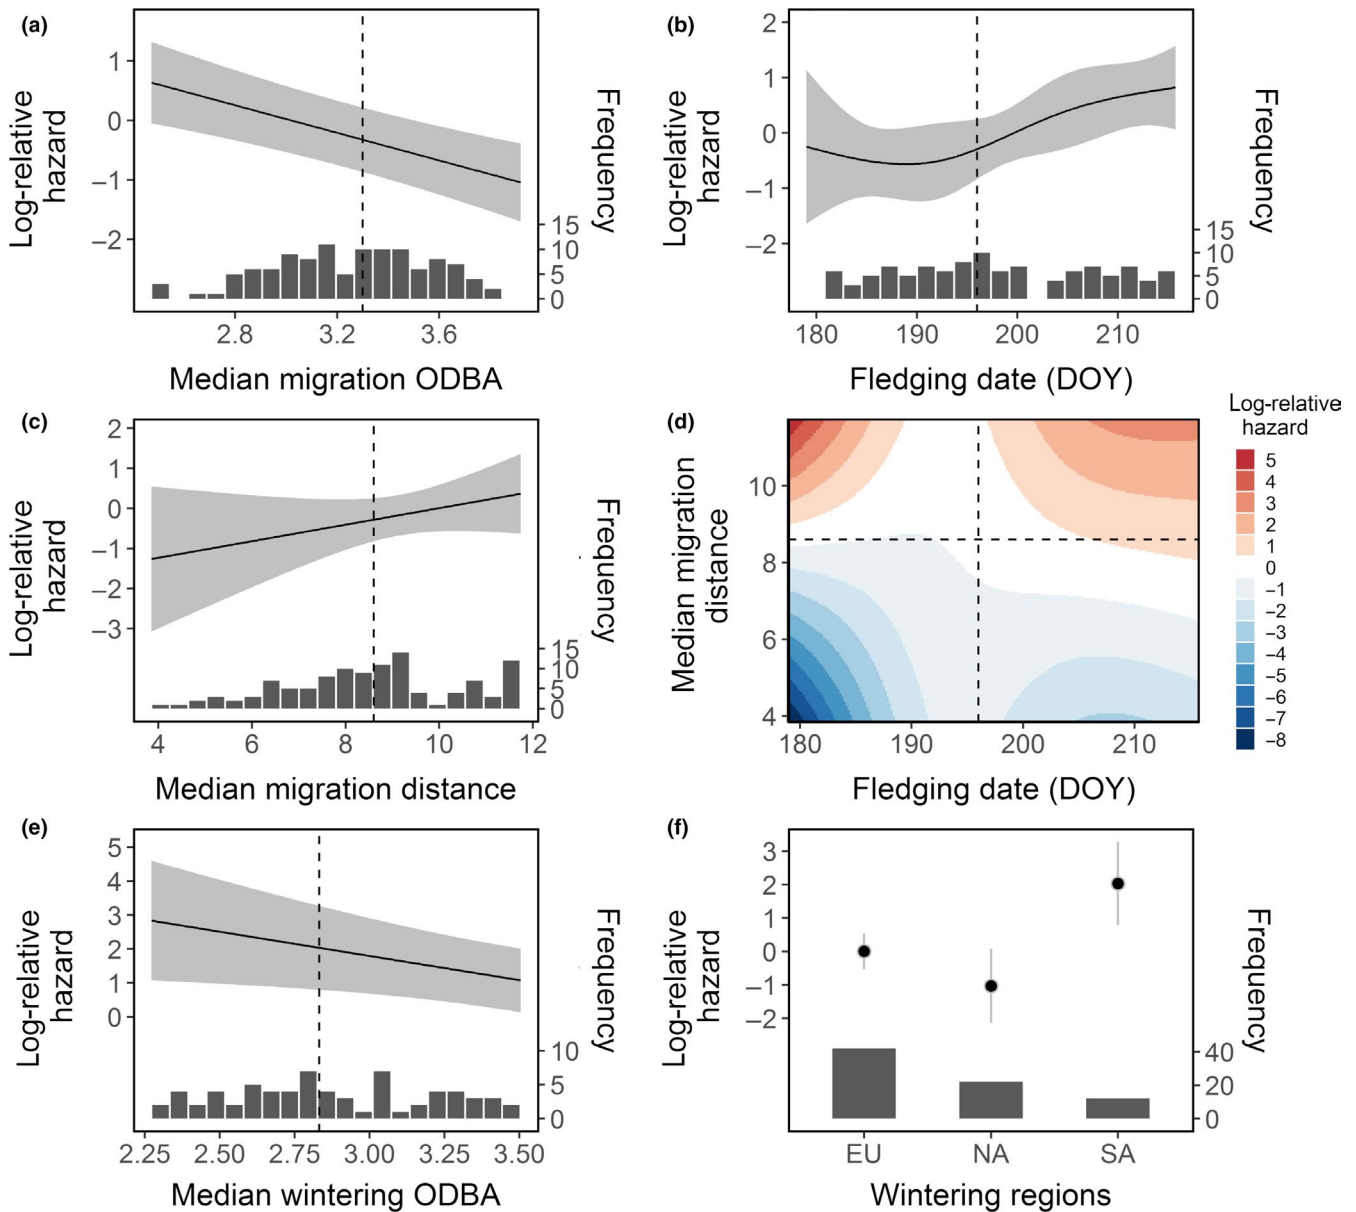 (a)
1
0
−1
−2
Log-relative
hazard
15
10
5
0
Frequency
2.8 3.2 3.6
Median migration ODBA
(b)
2
1
0
−1
−2
Log-relative
hazard
15
10
5
0
Frequency
180 190 200 210
Fledging date (DOY)
(c)
2
1
0
−1
−2
−3
Log-relative
hazard
15
10
5
0
Frequency
4 6 8 10 12
Median migration distance
(d)
10
8
6
4
Median migration
distance
180 190 200 210
Fledging date (DOY)
Log-relative
hazard
5
4
3
2
1
0
−1
−2
−3
−4
−5
−6
−7
−8
(e)
5
4
3
2
1
0
Log-relative
hazard
10
5
0
Frequency
2.25 2.50 2.75 3.00 3.25 3.50
Median wintering ODBA
(f)
3
2
1
0
−1
−2
Log-relative
hazard
40
20
0
Frequency
EU NA SA
Wintering regions